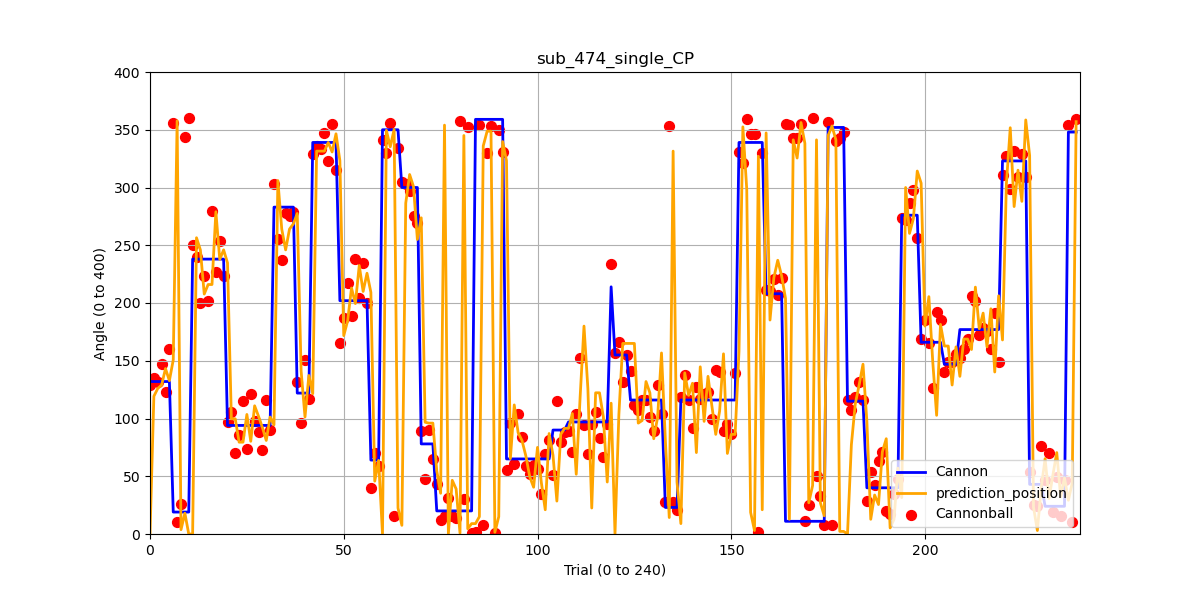 sub_474_single_CP
Angle (0 to 400)
400
350
300
250
200
150
100
50
0
0 50 100 150 200
Trial (0 to 240)
Cannon
prediction_position
Cannonball